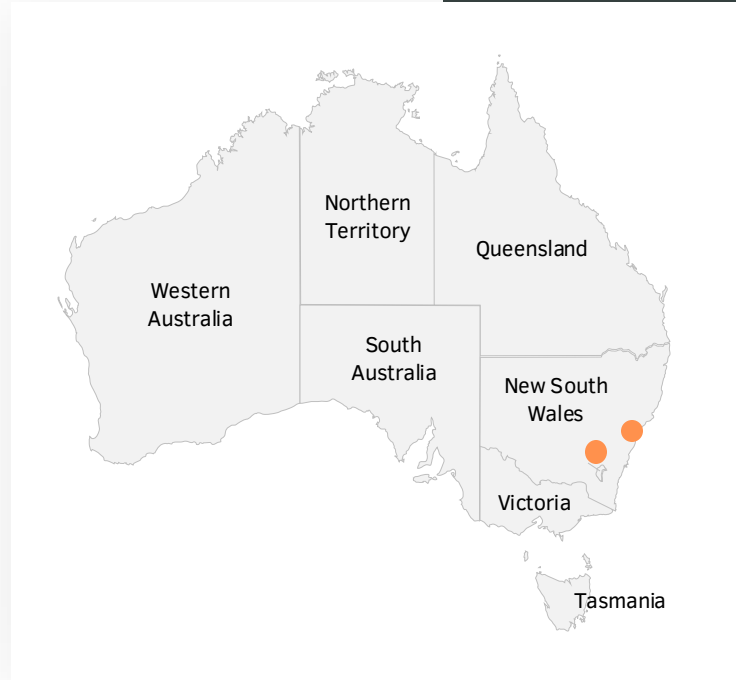 Northern
Territory
Queensland
Western
Australia
South
Australia
New South
Wales
Victoria
Tasmania